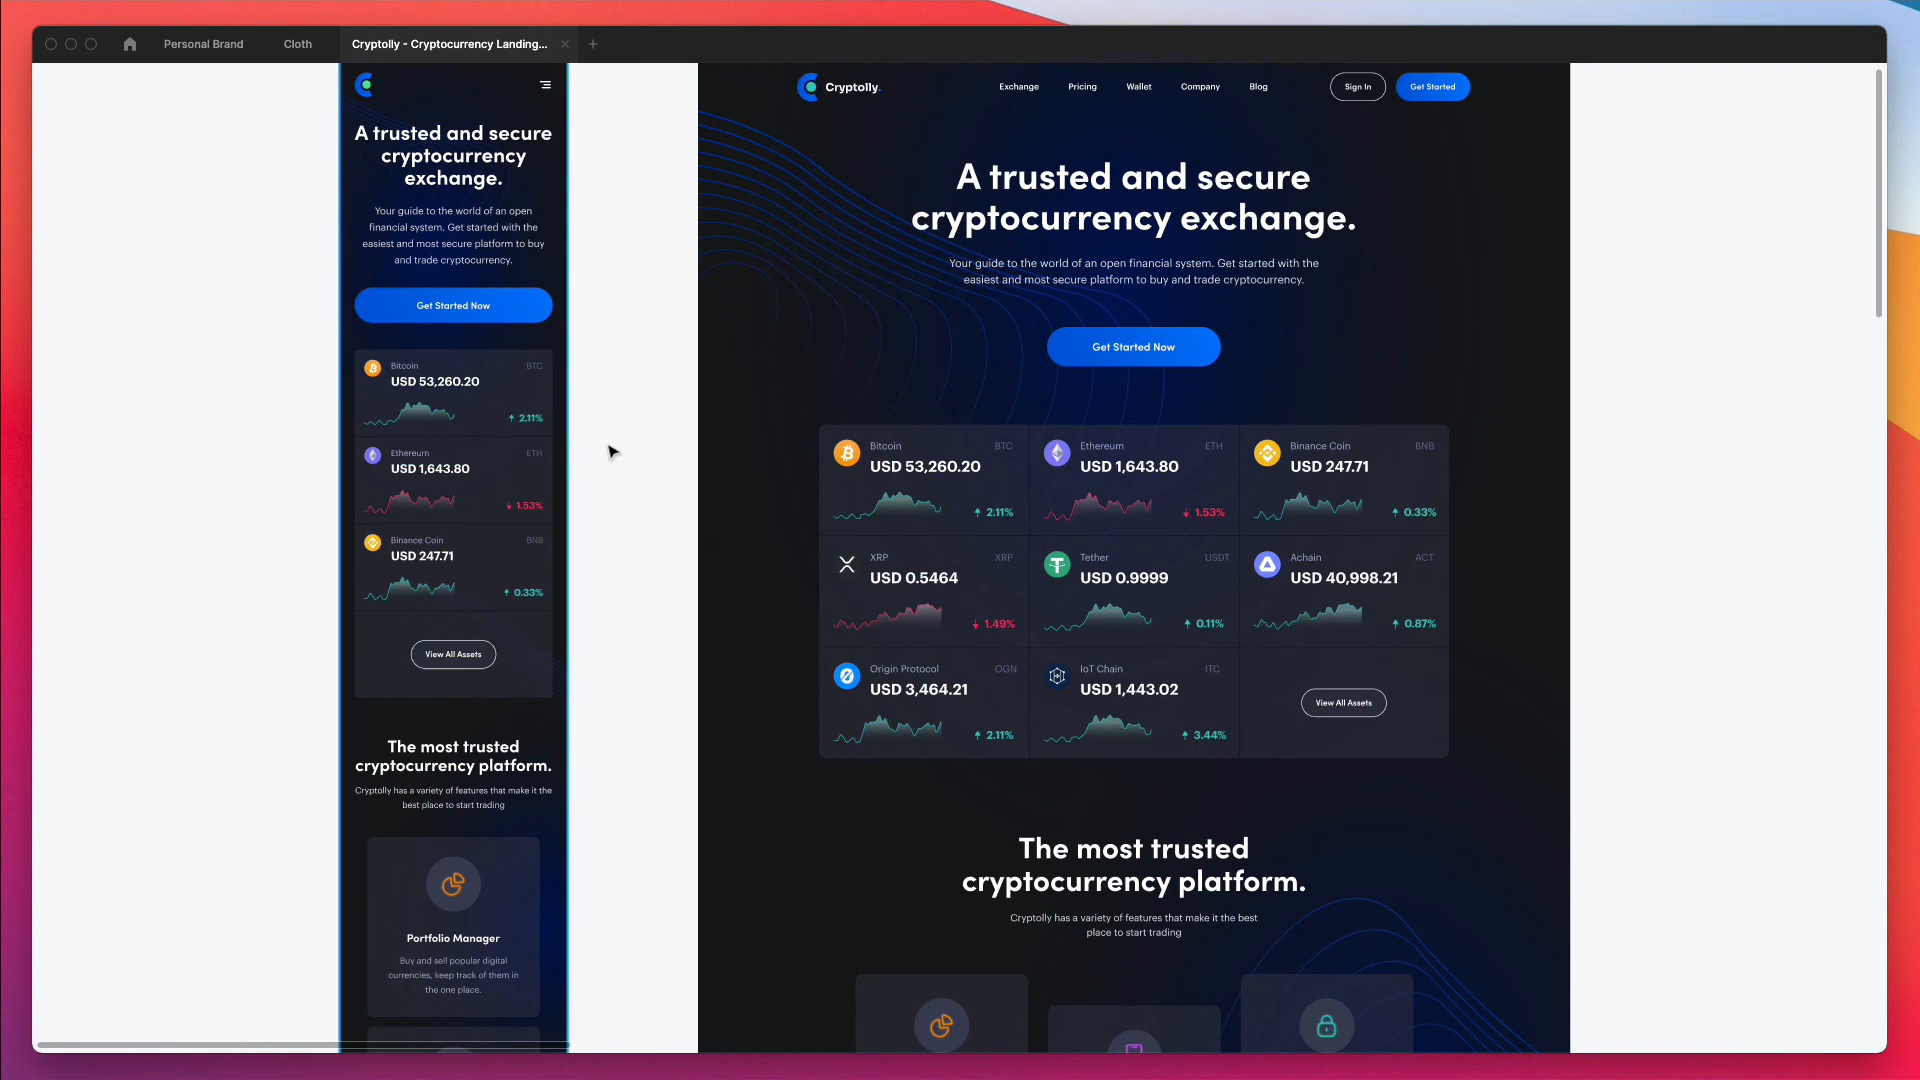 Personal Brand
Cloth
Cryptolly - Cryptocurrency Landing...
A trusted and secure
cryptocurrency
exchange.
Your guide to the world of an open
financial system. Get started with the
easiest and most secure platform to buy
and trade cryptocurrency.
Get Started Now
Bitcoin BTC
USD 53,260.20
2.11%
Ethereum ETH
USD 1,643.80
1.53%
Binance Coin BNB
USD 247.71
0.33%
View All Assets
The most trusted
cryptocurrency platform.
Cryptolly has a variety of features that make it the
best place to start trading
Portfolio Manager
Buy and sell popular digital
currencies, keep track of them in
the one place.
Cryptolly.
Exchange
Pricing
Wallet
Company
Blog
Sign In
Get Started
A trusted and secure
cryptocurrency exchange.
Your guide to the world of an open financial system. Get started with the
easiest and most secure platform to buy and trade cryptocurrency.
Get Started Now
Bitcoin BTC
USD 53,260.20
2.11%
Ethereum ETH
USD 1,643.80
1.53%
Binance Coin BNB
USD 247.71
0.33%
XRP XRP
USD 0.5464
1.49%
Tether USDT
USD 0.9999
0.11%
Achain ACT
USD 40,998.21
0.87%
Origin Protocol OGN
USD 3,464.21
2.11%
IoT Chain ITC
USD 1,443.02
3.44%
View All Assets
The most trusted
cryptocurrency platform.
Cryptolly has a variety of features that make it the best
place to start trading